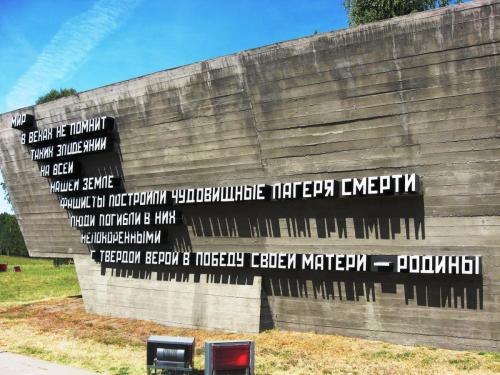 МИР
В ВЕКАХ НЕ ПОМНИТ
ТАКИХ ЗЛОДЕЯНИЙ
НА ВСЕЙ
НАШЕЙ ЗЕМЛЕ
ФАШИСТЫ ПОСТРОИЛИ ЧУДОВИЩНЫЕ ЛАГЕРЯ СМЕРТИ
ЛЮДИ ПОГИБЛИ В НИХ
НЕПОКОРЕННЫМИ
С ТВЕРДОЙ ВЕРОЙ В ПОБЕДУ СВОЕЙ МАТЕРИ – РОДИНЫ